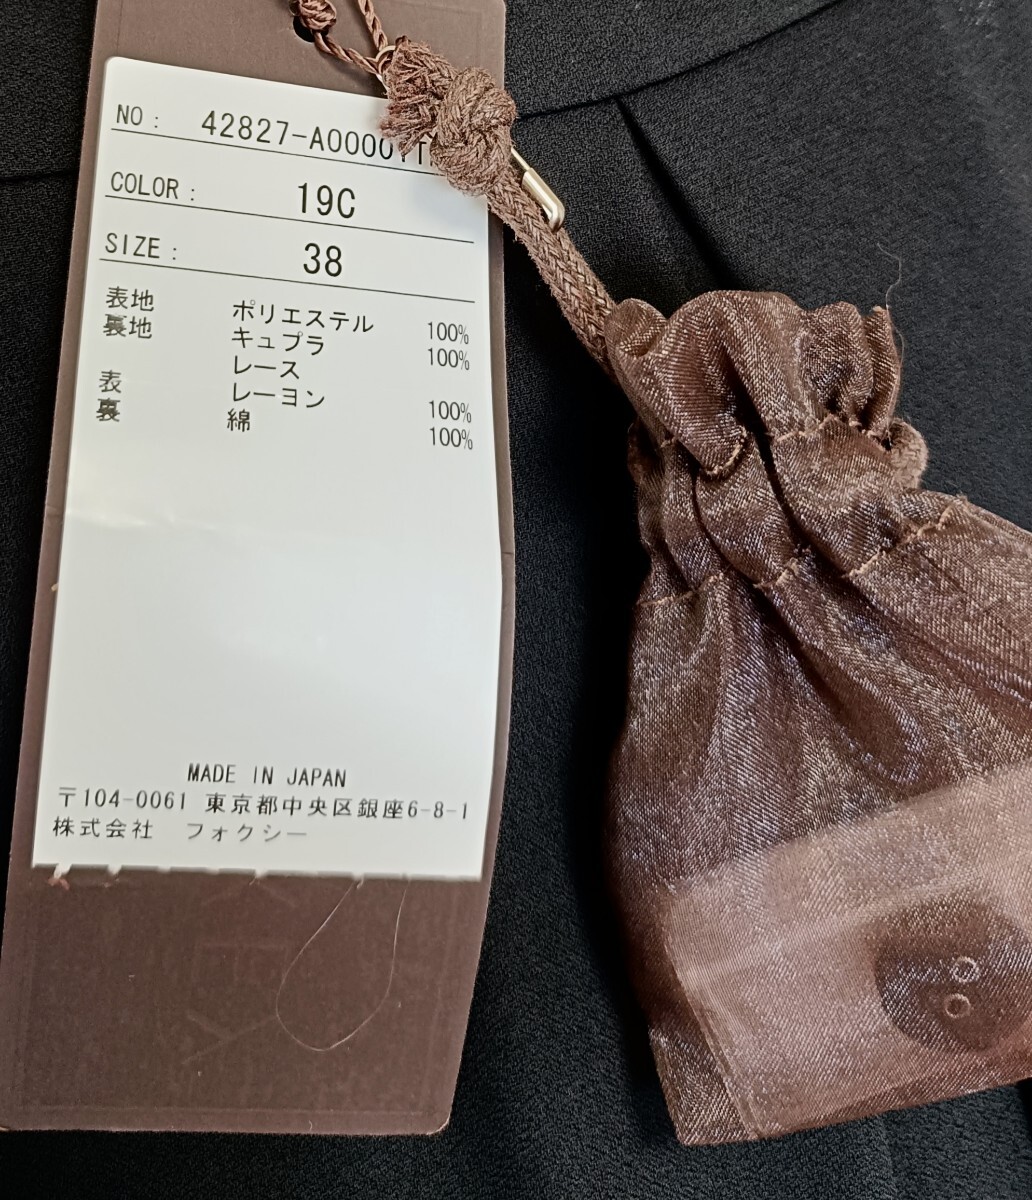 NO : 42827-A0000
COLOR : 19C
SIZE : 38
表地 ポリエステル 100%
裏地 キュプラ 100%
レース
表 レーヨン 100%
裏 綿 100%
MADE IN JAPAN
〒104-0061 東京都中央区銀座6-8-1
株式会社 フォクシー